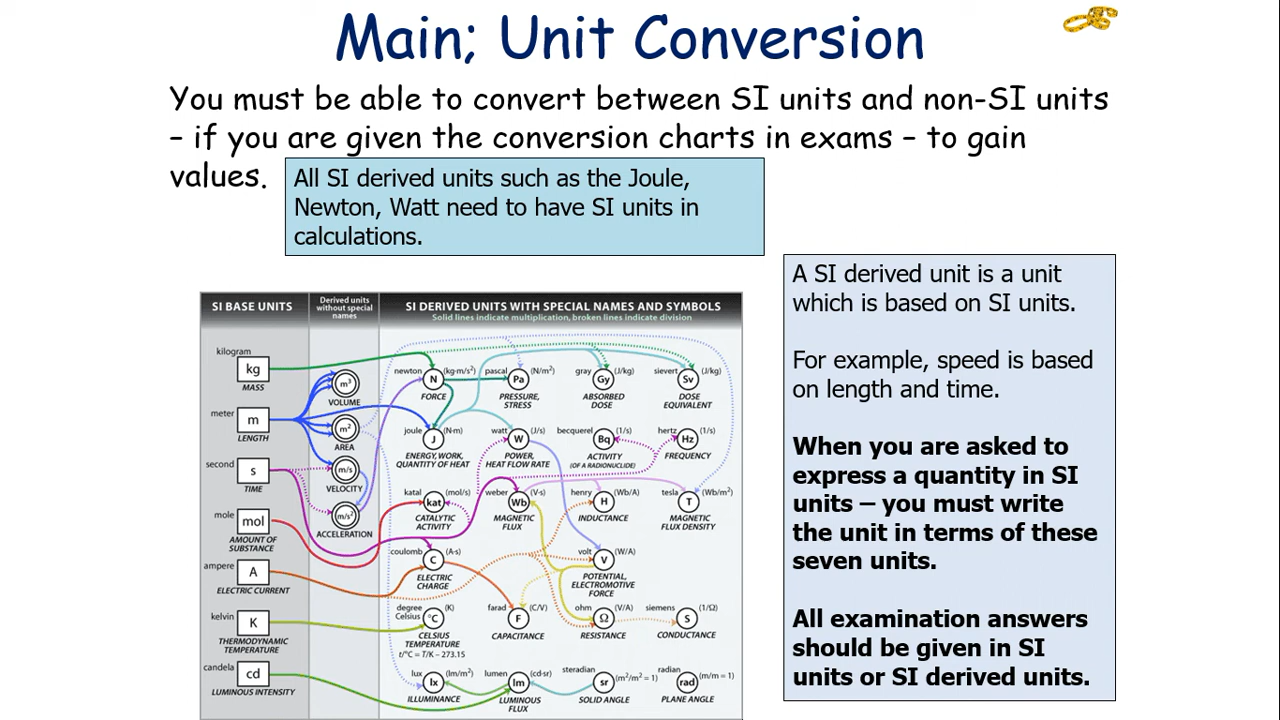 Main; Unit Conversion
You must be able to convert between SI units and non-SI units
– if you are given the conversion charts in exams – to gain
values.
All SI derived units such as the Joule,
Newton, Watt need to have SI units in
calculations.
A SI derived unit is a unit
which is based on SI units.
For example, speed is based
on length and time.
When you are asked to
express a quantity in SI
units – you must write
the unit in terms of these
seven units.
All examination answers
should be given in SI
units or SI derived units.
SI BASE UNITS
Derived units
without special
names
SI DERIVED UNITS WITH SPECIAL NAMES AND SYMBOLS
Solid lines indicate multiplication, broken lines indicate division
kilogram
kg
MASS
meter
m
LENGTH
second
s
TIME
mole
mol
AMOUNT OF
SUBSTANCE
ampere
A
ELECTRIC CURRENT
kelvin
K
THERMODYNAMIC
TEMPERATURE
candela
cd
LUMINOUS INTENSITY
m³
VOLUME
m²
AREA
m/s
VELOCITY
m/s²
ACCELERATION
newton N (kg·m/s²)
FORCE
pascal Pa (N/m²)
PRESSURE,
STRESS
gray Gy (J/kg)
ABSORBED
DOSE
sievert Sv (J/kg)
DOSE
EQUIVALENT
joule J (N·m)
ENERGY, WORK,
QUANTITY OF HEAT
watt W (J/s)
POWER,
HEAT FLOW RATE
becquerel Bq (1/s)
ACTIVITY
(OF A RADIONUCLIDE)
hertz Hz (1/s)
FREQUENCY
katal kat (mol/s)
CATALYTIC
ACTIVITY
weber Wb (V·s)
MAGNETIC
FLUX
henry H (Wb/A)
INDUCTANCE
tesla T (Wb/m²)
MAGNETIC
FLUX DENSITY
coulomb C (A·s)
ELECTRIC
CHARGE
volt V (W/A)
POTENTIAL,
ELECTROMOTIVE
FORCE
degree
Celsius °C (K)
CELSIUS
TEMPERATURE
t/°C = T/K – 273.15
farad F (C/V)
CAPACITANCE
ohm Ω (V/A)
RESISTANCE
siemens S (1/Ω)
CONDUCTANCE
lux lx (lm/m²)
ILLUMINANCE
lumen lm (cd·sr)
LUMINOUS
FLUX
steradian sr (m²/m² = 1)
SOLID ANGLE
radian rad (m/m = 1)
PLANE ANGLE